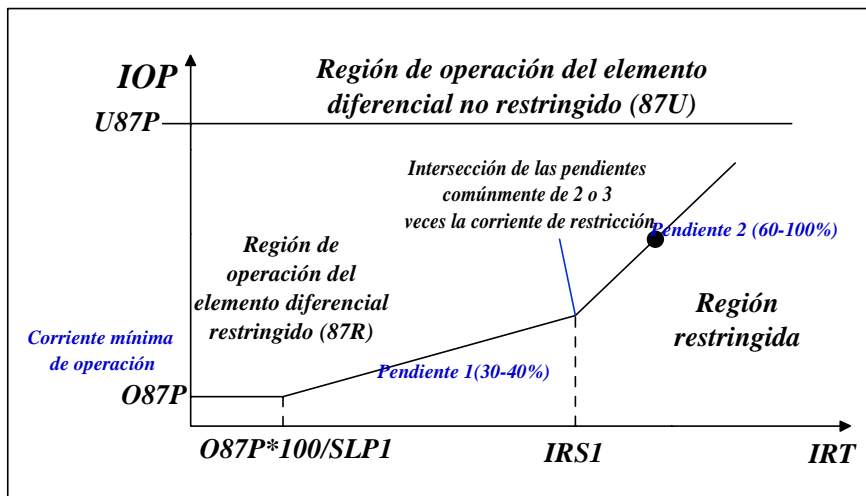 IOP
Región de operación del elemento
diferencial no restringido (87U)
U87P
Intersección de las pendientes
comúnmente de 2 o 3
veces la corriente de restricción
Pendiente 2 (60-100%)
Región de
operación del
elemento diferencial
restringido (87R)
Región
restringida
Corriente mínima
de operación
Pendiente 1(30-40%)
O87P
O87P*100/SLP1
IRS1
IRT